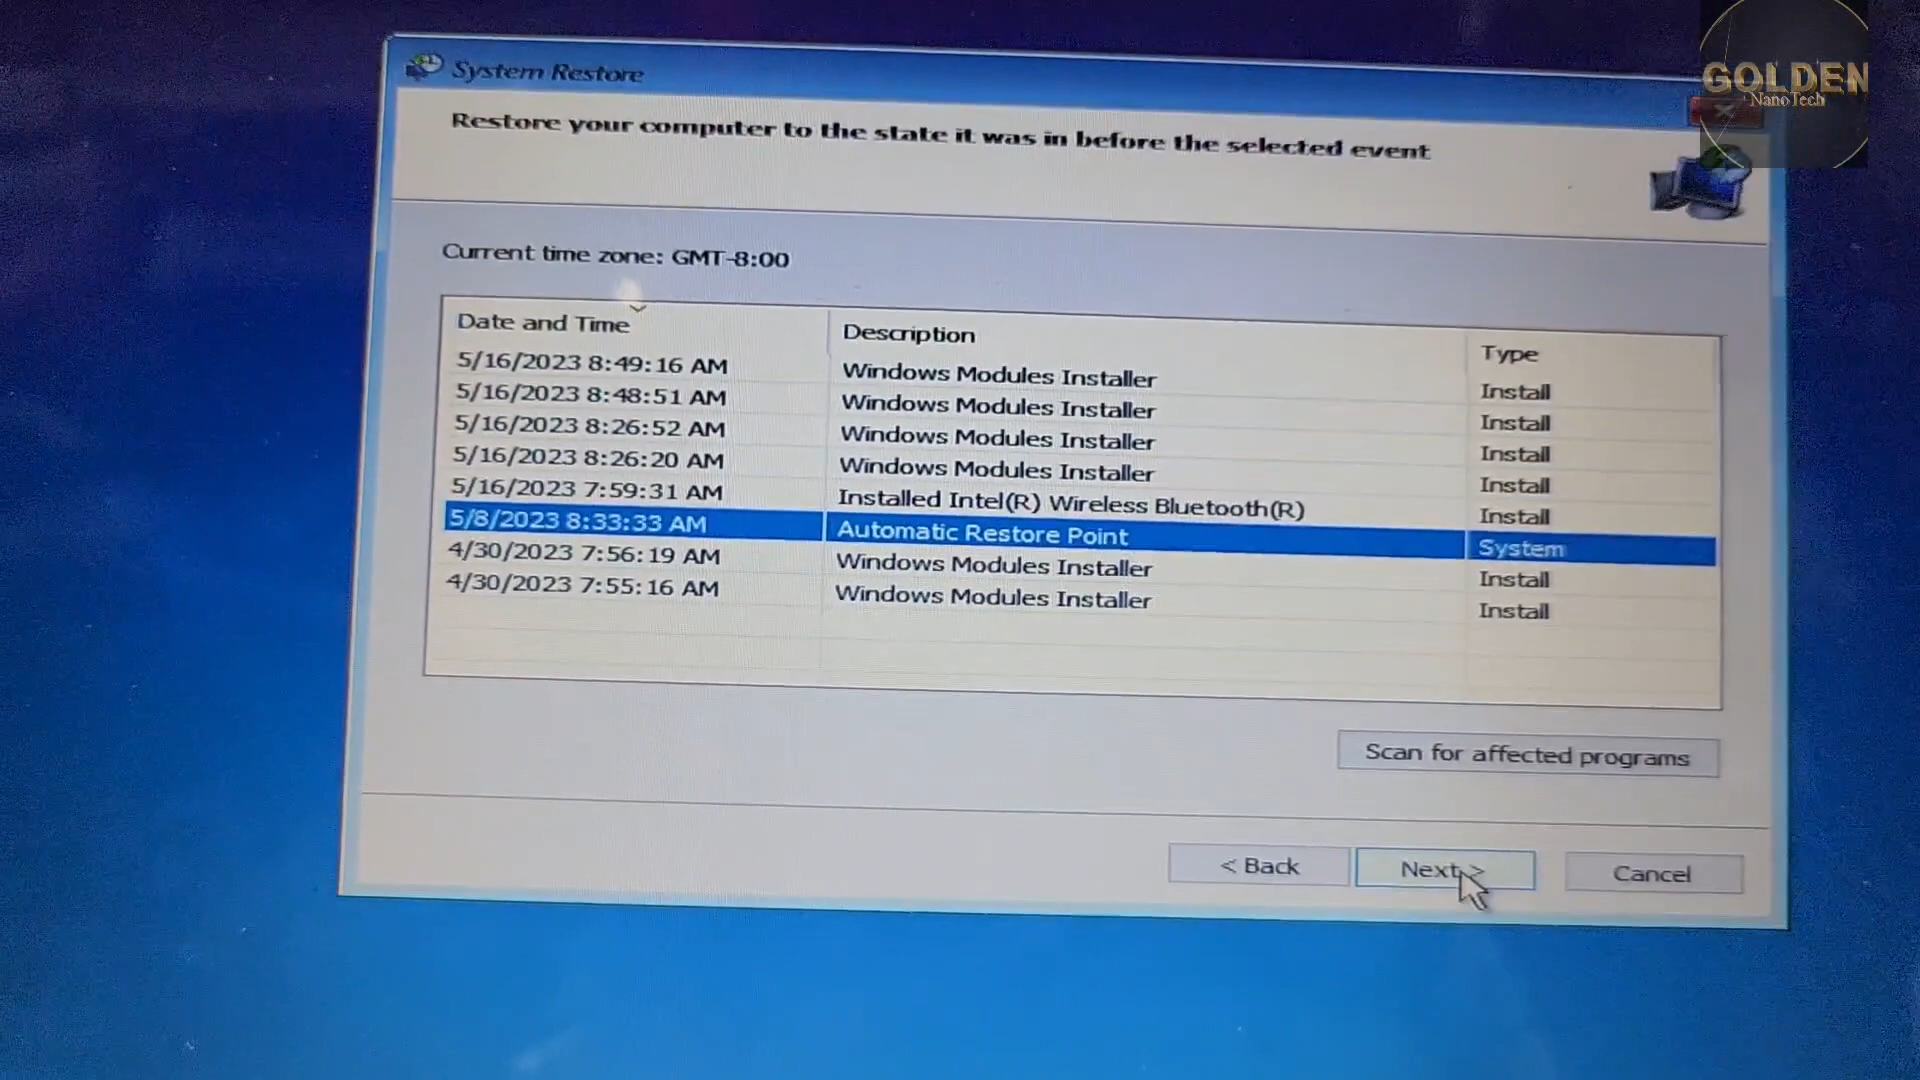 GOLDEN
NanoTech
System Restore
Restore your computer to the state it was in before the selected event
Current time zone: GMT-8:00
Date and Time Description Type
5/16/2023 8:49:16 AM Windows Modules Installer Install
5/16/2023 8:48:51 AM Windows Modules Installer Install
5/16/2023 8:26:52 AM Windows Modules Installer Install
5/16/2023 8:26:20 AM Windows Modules Installer Install
5/16/2023 7:59:31 AM Installed Intel(R) Wireless Bluetooth(R) Install
5/8/2023 8:33:33 AM Automatic Restore Point System
4/30/2023 7:56:19 AM Windows Modules Installer Install
4/30/2023 7:55:16 AM Windows Modules Installer Install
Scan for affected programs
< Back Next > Cancel